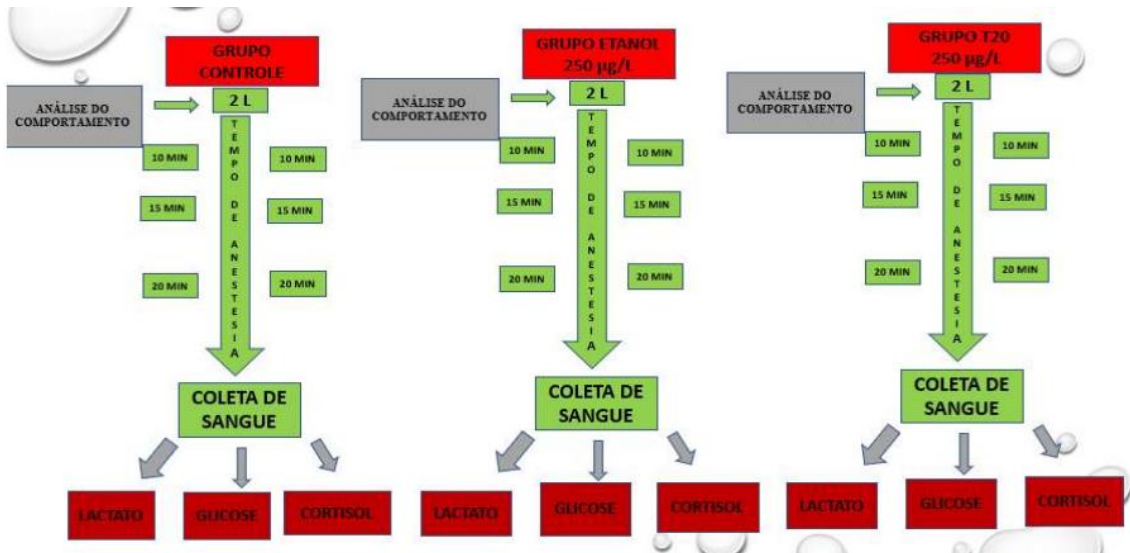 GRUPO
CONTROLE
2 L
ANÁLISE DO
COMPORTAMENTO
TEMPO DE ANESTESIA
10 MIN
10 MIN
15 MIN
15 MIN
20 MIN
20 MIN
COLETA DE
SANGUE
LACTATO
GLICOSE
CORTISOL
GRUPO ETANOL
250 µg/L
2 L
ANÁLISE DO
COMPORTAMENTO
TEMPO DE ANESTESIA
10 MIN
10 MIN
15 MIN
15 MIN
20 MIN
20 MIN
COLETA DE
SANGUE
LACTATO
GLICOSE
CORTISOL
GRUPO T20
250 µg/L
2 L
ANÁLISE DO
COMPORTAMENTO
TEMPO DE ANESTESIA
10 MIN
10 MIN
15 MIN
15 MIN
20 MIN
20 MIN
COLETA DE
SANGUE
LACTATO
GLICOSE
CORTISOL